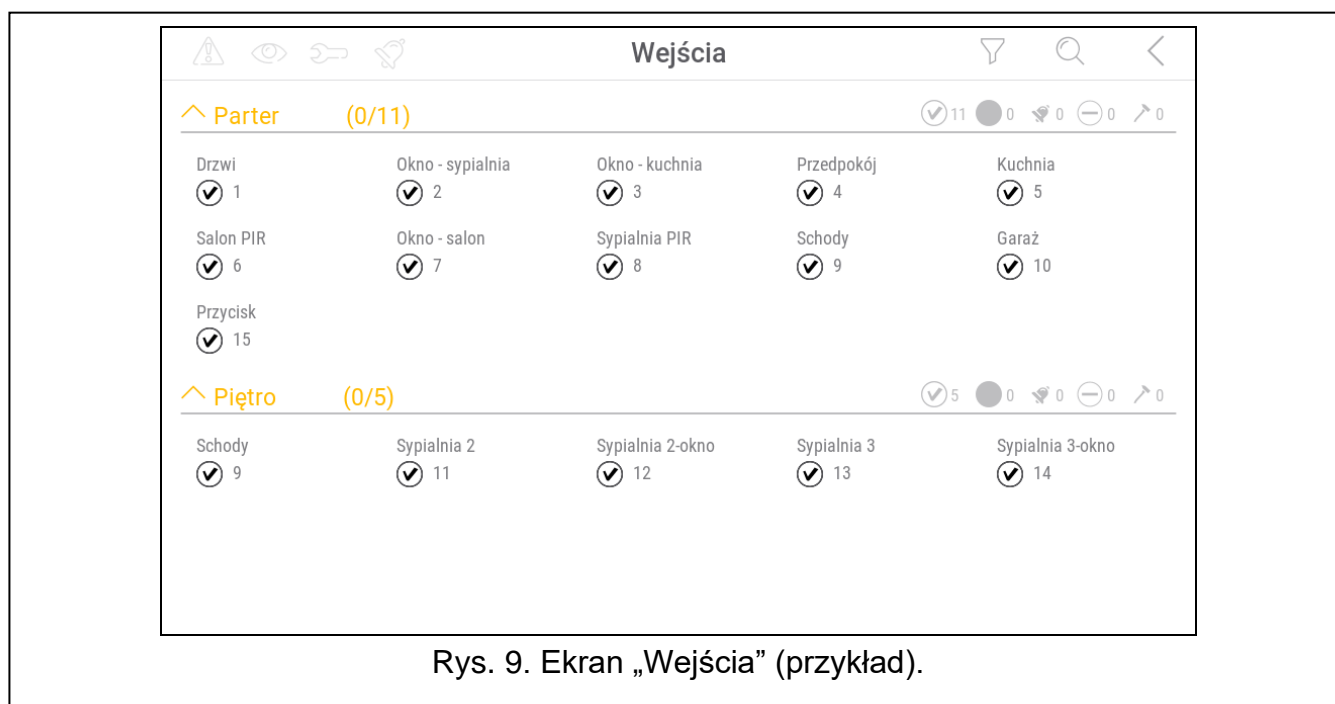 Wejścia
Parter (0/11) 11 0 0 0 0
Drzwi Okno - sypialnia Okno - kuchnia Przedpokój Kuchnia
1 2 3 4 5
Salon PIR Okno - salon Sypialnia PIR Schody Garaż
6 7 8 9 10
Przycisk
15
Piętro (0/5) 5 0 0 0 0
Schody Sypialnia 2 Sypialnia 2-okno Sypialnia 3 Sypialnia 3-okno
9 11 12 13 14
Rys. 9. Ekran „Wejścia” (przykład).